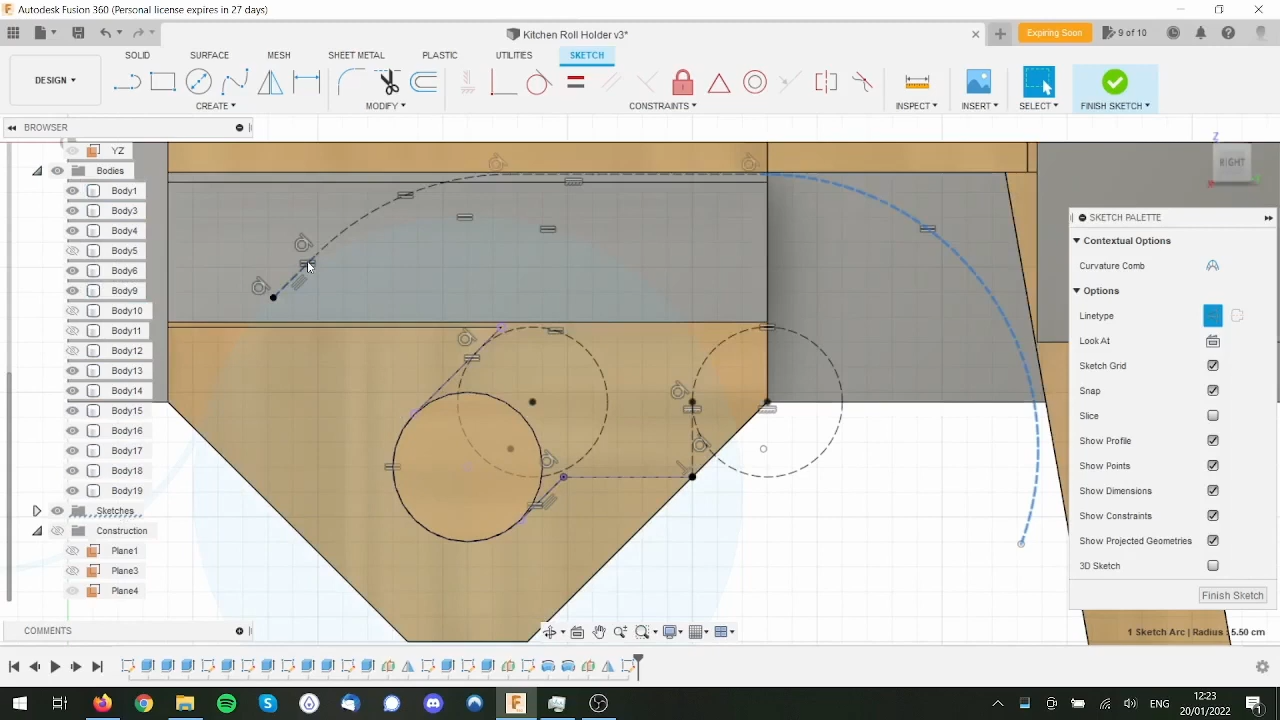 Autodesk Fusion 360 (Personal license expires in 27 days)
Kitchen Roll Holder v3*
Expiring Soon
9 of 10
DESIGN
SOLID
SURFACE
MESH
SHEET METAL
PLASTIC
UTILITIES
SKETCH
CREATE
MODIFY
CONSTRAINTS
INSPECT
INSERT
SELECT
FINISH SKETCH
BROWSER
YZ
Bodies
Body1
Body3
Body4
Body5
Body6
Body9
Body10
Body11
Body12
Body13
Body14
Body15
Body16
Body17
Body18
Body19
Sketches
Construction
Plane1
Plane3
Plane4
Z
RIGHT
X
Y
SKETCH PALETTE
Contextual Options
Curvature Comb
Options
Linetype
Look At
Sketch Grid
Snap
Slice
Show Profile
Show Points
Show Dimensions
Show Constraints
Show Projected Geometries
3D Sketch
Finish Sketch
COMMENTS
1 Sketch Arc | Radius : 5.50 cm
12:23
20/01/2022